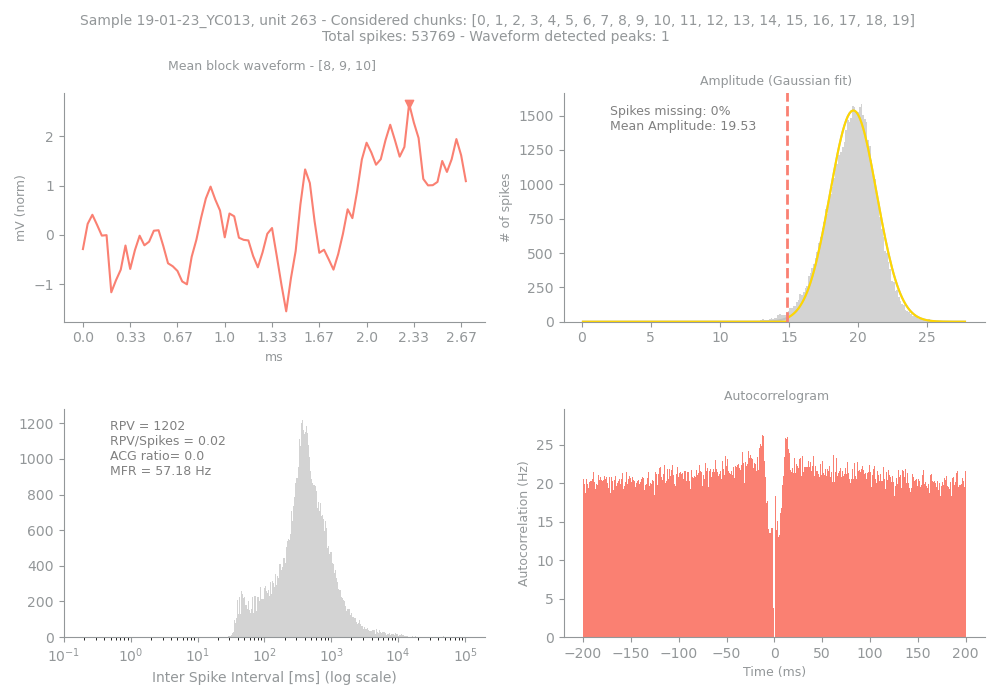 Sample 19-01-23_YC013, unit 263 - Considered chunks: [0, 1, 2, 3, 4, 5, 6, 7, 8, 9, 10, 11, 12, 13, 14, 15, 16, 17, 18, 19]
Total spikes: 53769 - Waveform detected peaks: 1
Mean block waveform - [8, 9, 10]
mV (norm)
2
1
0
−1
0.0 0.33 0.67 1.0 1.33 1.67 2.0 2.33 2.67
ms
Amplitude (Gaussian fit)
Spikes missing: 0%
Mean Amplitude: 19.53
# of spikes
1500
1250
1000
750
500
250
0
0 5 10 15 20 25
RPV = 1202
RPV/Spikes = 0.02
ACG ratio= 0.0
MFR = 57.18 Hz
1200
1000
800
600
400
200
0
10⁻¹ 10⁰ 10¹ 10² 10³ 10⁴ 10⁵
Inter Spike Interval [ms] (log scale)
Autocorrelogram
Autocorrelation (Hz)
25
20
15
10
5
0
−200 −150 −100 −50 0 50 100 150 200
Time (ms)